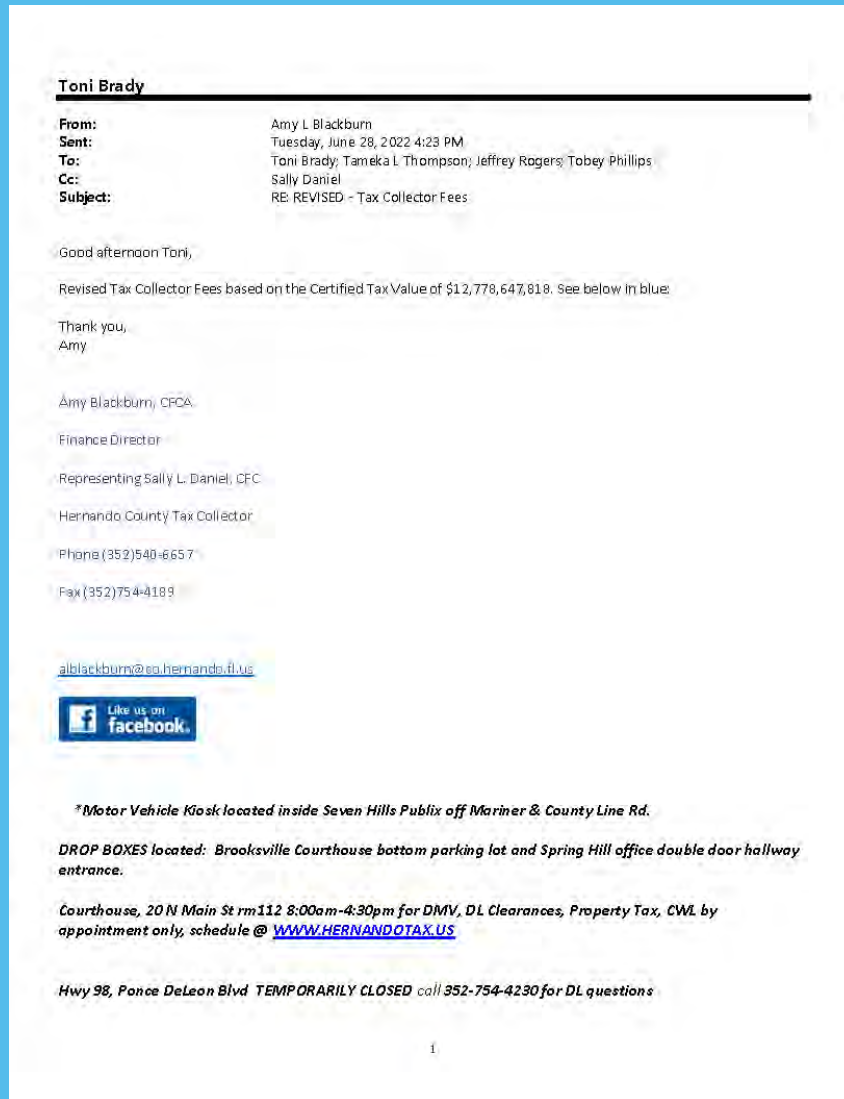 Toni Brady
From: Amy L Blackburn
Sent: Tuesday, June 28, 2022 4:23 PM
To: Toni Brady; Tameka L Thompson; Jeffrey Rogers; Tobey Phillips
Cc: Sally Daniel
Subject: RE: REVISED - Tax Collector Fees
Good afternoon Toni,
Revised Tax Collector Fees based on the Certified Tax Value of $12,778,647,818. See below in blue:
Thank you,
Amy
Amy Blackburn, CFCA
Finance Director
Representing Sally L. Daniel, CFC
Hernando County Tax Collector
Phone (352)540-6657
Fax (352)754-4189
alblackburn@co.hernando.fl.us
f Like us on
facebook.
*Motor Vehicle Kiosk located inside Seven Hills Publix off Mariner & County Line Rd.
DROP BOXES located: Brooksville Courthouse bottom parking lot and Spring Hill office double door hallway
entrance.
Courthouse, 20 N Main St rm112 8:00am-4:30pm for DMV, DL Clearances, Property Tax, CWL by
appointment only, schedule @ WWW.HERNANDOTAX.US
Hwy 98, Ponce DeLeon Blvd TEMPORARILY CLOSED call 352-754-4230 for DL questions
1